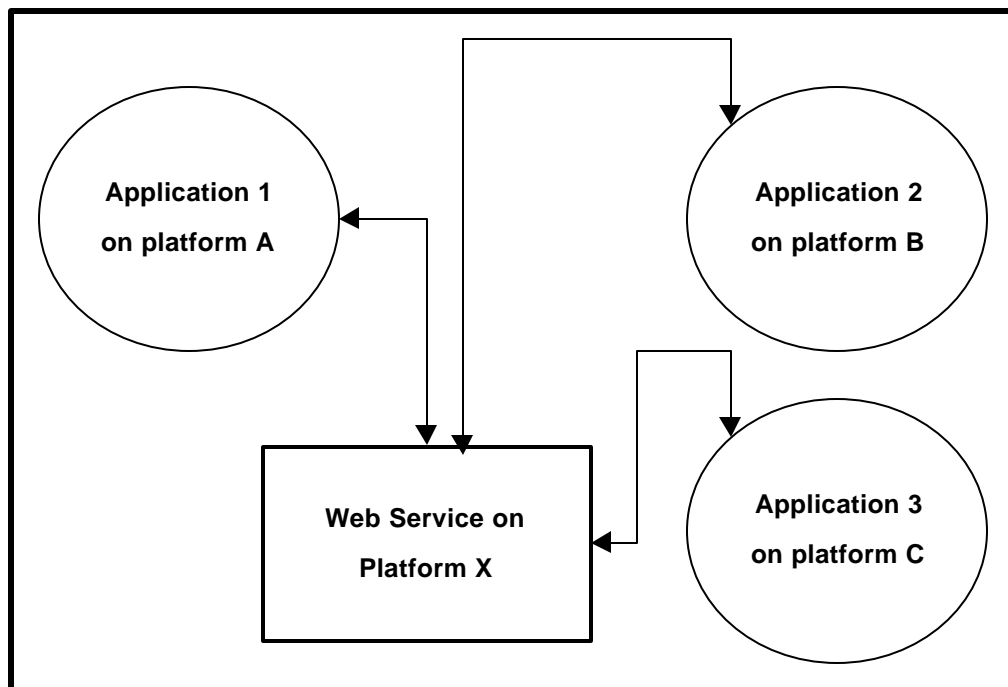 Application 1
on platform A
Application 2
on platform B
Web Service on
Platform X
Application 3
on platform C